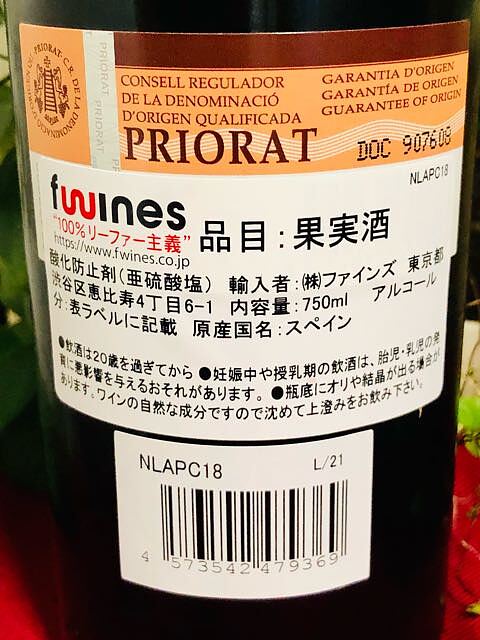 PRIORAT C.R. DE LA DENOMINACIÓ D'ORIGEN QUALIFICADA
PRIORAT PRIORAT PRIORAT
CONSELL REGULADOR
DE LA DENOMINACIÓ
D'ORIGEN QUALIFICADA
GARANTIA D'ORIGEN
GARANTÍA DE ORIGEN
GUARANTEE OF ORIGIN
PRIORAT
DOC 907608
NLAPC18
fwines
"100%リーファー主義"
https://www.fwines.co.jp
品目:果実酒
酸化防止剤(亜硫酸塩) 輸入者:㈱ファインズ 東京都
渋谷区恵比寿4丁目6-1 内容量:750ml アルコール
分:表ラベルに記載 原産国名:スペイン
●飲酒は20歳を過ぎてから ●妊娠中や授乳期の飲酒は、胎児・乳児の発
育に悪影響を与えるおそれがあります。 ●瓶底にオリや結晶が出る場合が
あります。ワインの自然な成分ですので沈めて上澄みをお飲み下さい。
NLAPC18 L/21
4 573542 479369